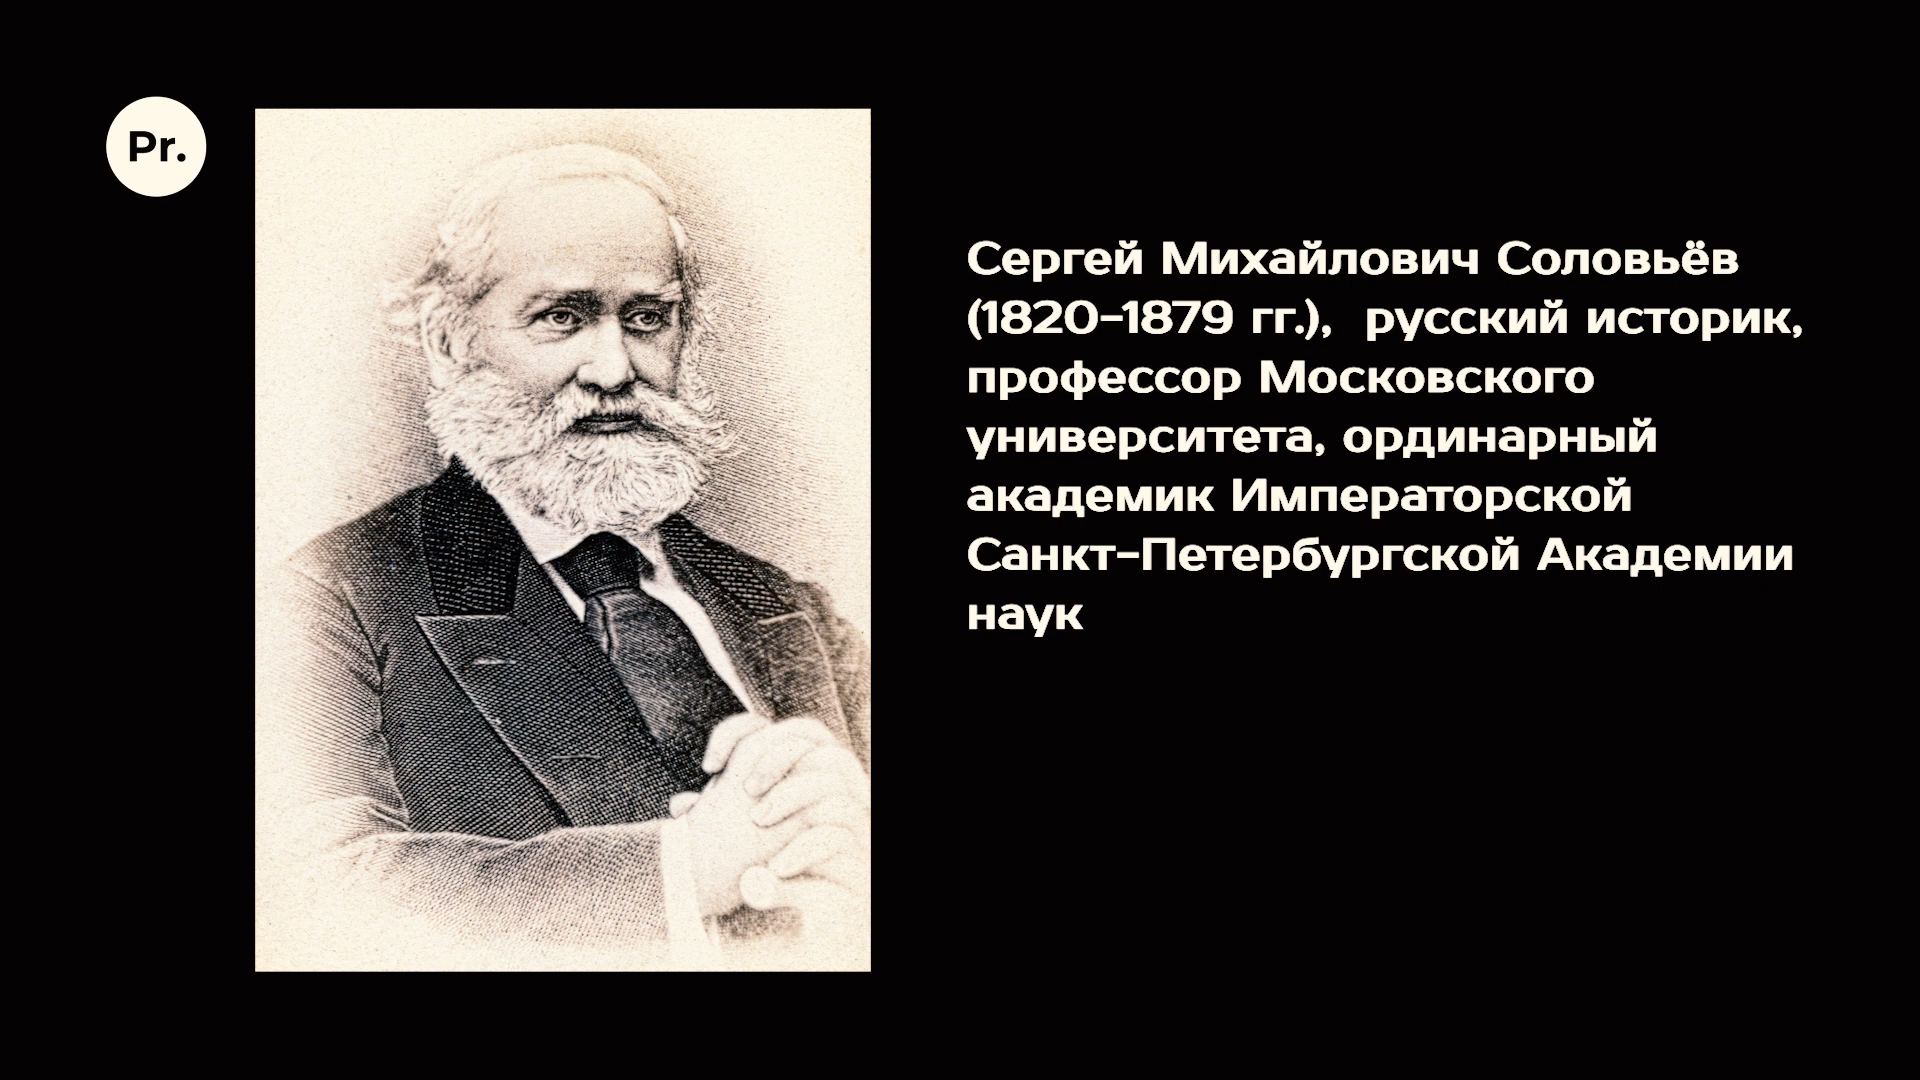 Pr.
Сергей Михайлович Соловьёв
(1820-1879 гг.),  русский историк,
профессор Московского
университета, ординарный
академик Императорской
Санкт-Петербургской Академии
наук